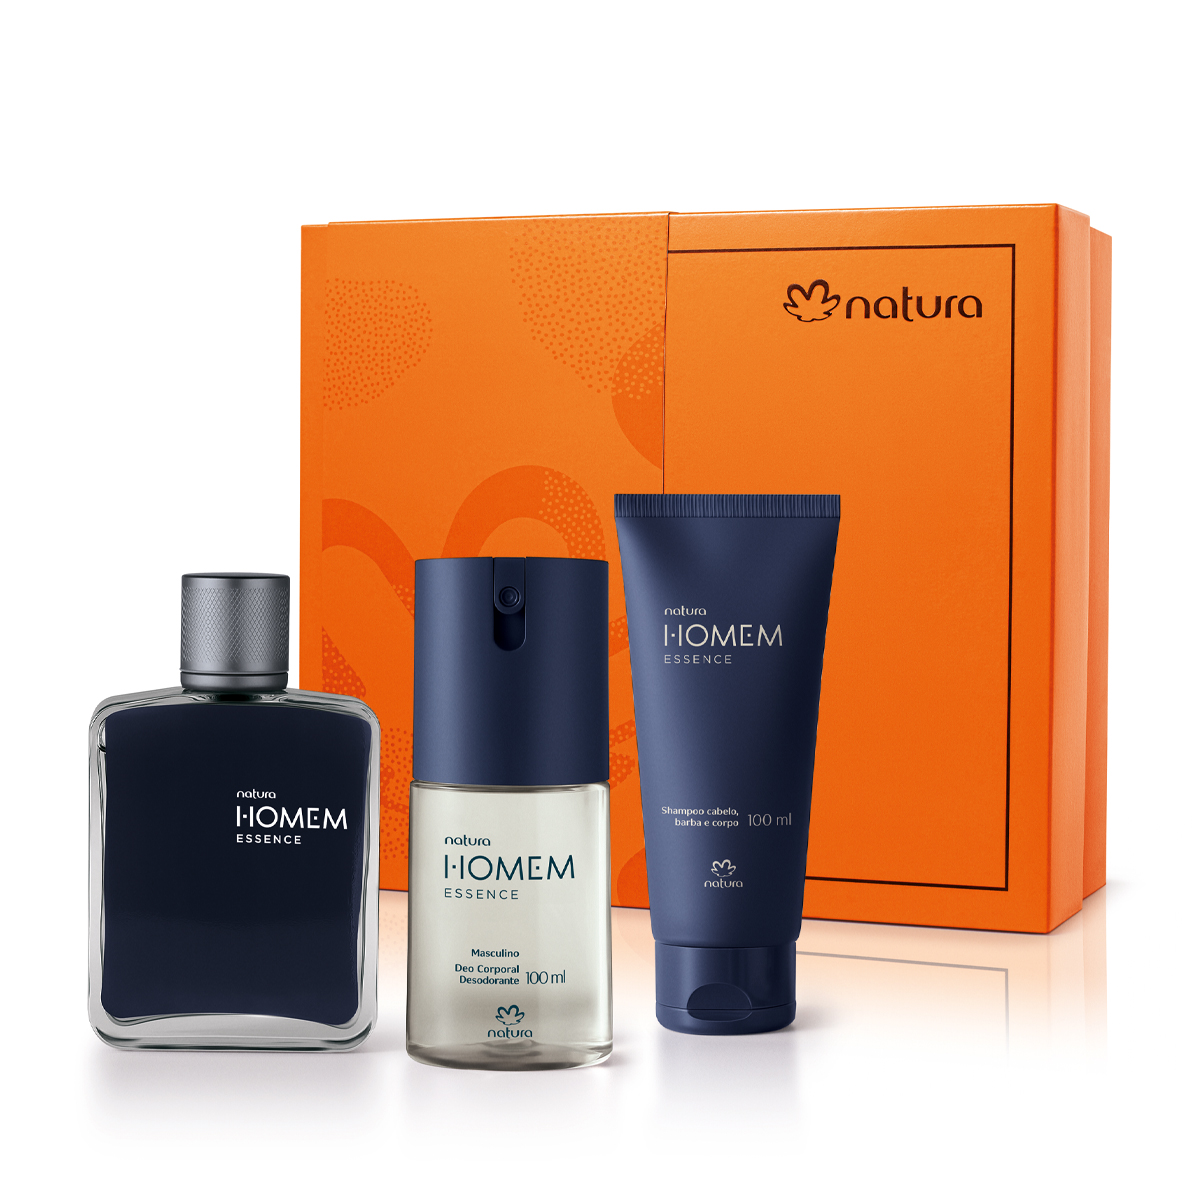 natura
natura
HOMEM
ESSENCE
natura
HOMEM
ESSENCE
Masculino
Deo Corporal
Desodorante 100 ml
natura
natura
HOMEM
ESSENCE
Shampoo cabelo,
barba e corpo 100 ml
natura